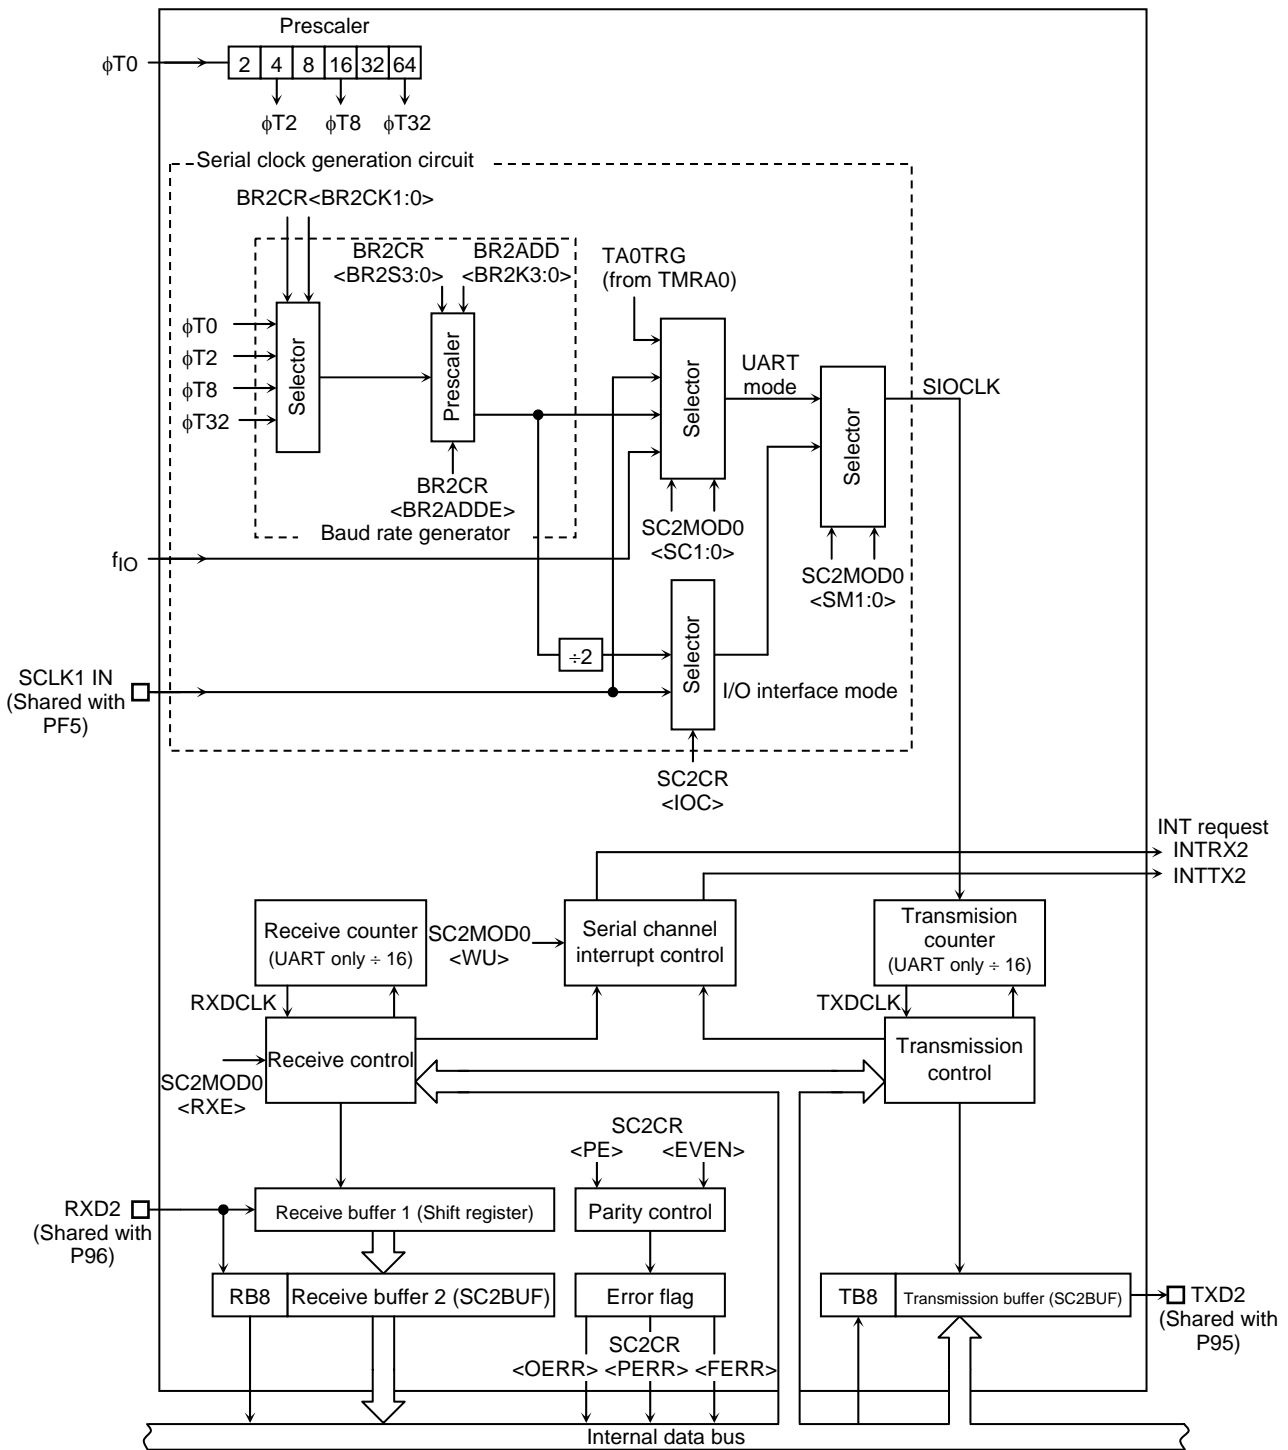 Prescaler
ϕT0
2 4 8 16 32 64
ϕT2 ϕT8 ϕT32
Serial clock generation circuit
BR2CR<BR2CK1:0>
BR2CR
<BR2S3:0>
BR2ADD
<BR2K3:0>
TA0TRG
(from TMRA0)
ϕT0
ϕT2
ϕT8
ϕT32
Selector
Prescaler
Selector
UART
mode
Selector
SIOCLK
BR2CR
<BR2ADDE>
Baud rate generator
SC2MOD0
<SC1:0>
fIO
SC2MOD0
<SM1:0>
÷2
Selector
I/O interface mode
SCLK1 IN
(Shared with
PF5)
SC2CR
<IOC>
INT request
INTRX2
INTTX2
Receive counter
(UART only ÷ 16)
SC2MOD0
<WU>
Serial channel
interrupt control
Transmision
counter
(UART only ÷ 16)
RXDCLK
TXDCLK
Receive control
SC2MOD0
<RXE>
Transmission
control
SC2CR
<PE> <EVEN>
RXD2
(Shared with
P96)
Receive buffer 1 (Shift register)
Parity control
RB8 Receive buffer 2 (SC2BUF)
Error flag
TB8 Transmission buffer (SC2BUF)
TXD2
(Shared with
P95)
SC2CR
<OERR> <PERR> <FERR>
Internal data bus